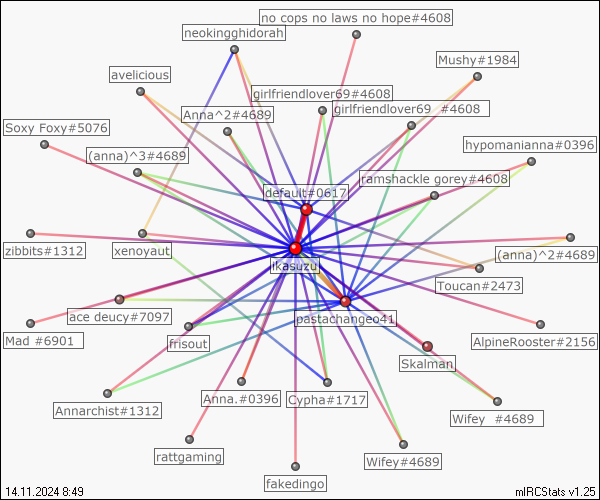 no cops no laws no hope#4608
neokingghidorah
Mushy#1984
avelicious
girlfriendlover69#4608
girlfriendlover69 #4608
Anna^2#4689
Soxy Foxy#5076
hypomanianna#0396
(anna)^3#4689
ramshackle gorey#4608
default#0617
zibbits#1312
xenoyaut
(anna)^2#4689
ikasuzu
Toucan#2473
ace deucy#7097
pastachangeo41
Mad #6901
frisout
AlpineRooster#2156
Skalman
Anna.#0396
Cypha#1717
Annarchist#1312
Wifey #4689
rattgaming
Wifey#4689
fakedingo
14.11.2024 8:49
mIRCStats v1.25